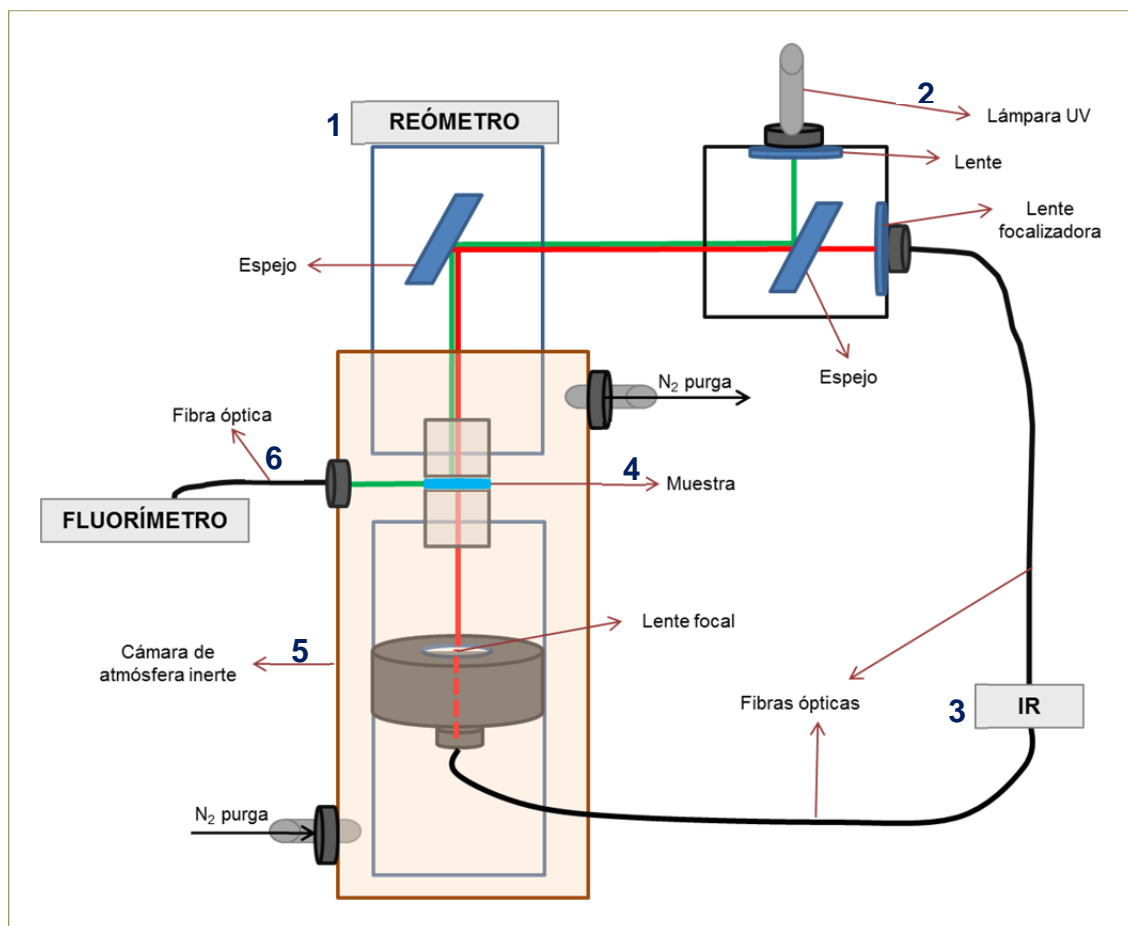 1
REÓMETRO
2
Lámpara UV
Lente
Lente
focalizadora
Espejo
Espejo
N₂ purga
Fibra óptica
6
4
Muestra
FLUORÍMETRO
Lente focal
5
Cámara de
atmósfera inerte
Fibras ópticas
3
IR
N₂ purga